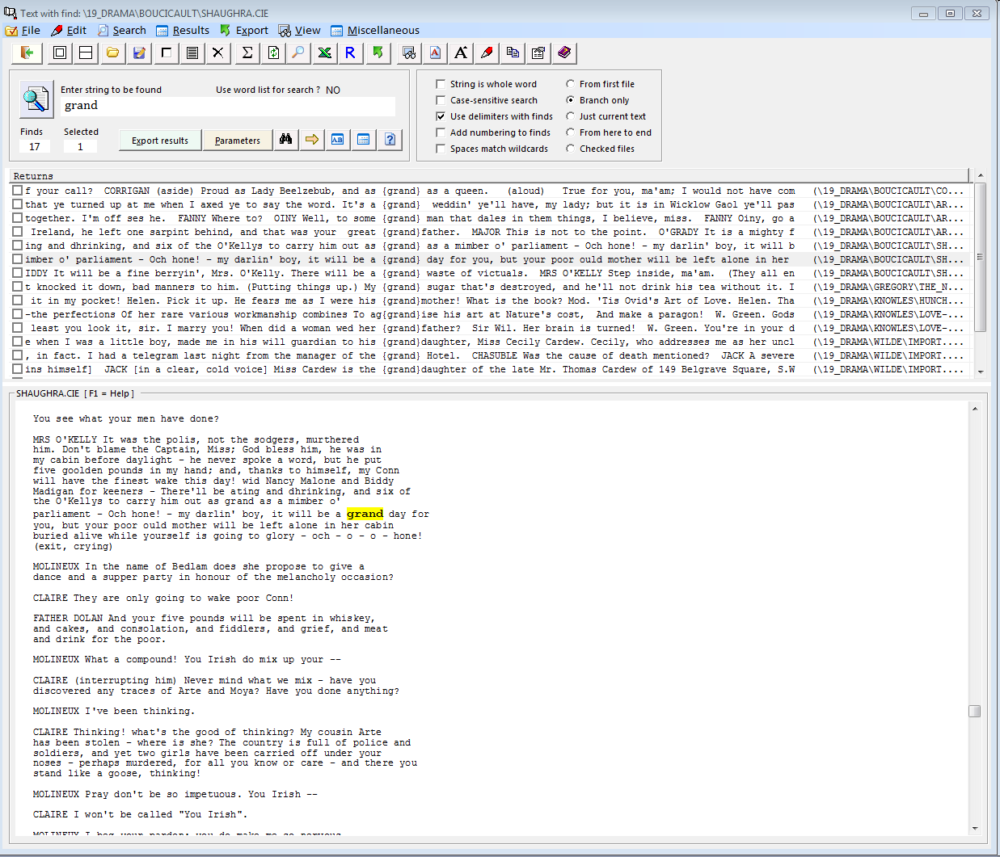 Text with find: \19_DRAMA\BOUCICAULT\SHAUGHRA.CIE
File Edit Search Results Export View Miscellaneous
Σ R A
Enter string to be found Use word list for search ? NO
grand
Finds Selected
17 1
Export results Parameters AB ?
String is whole word From first file
Case-sensitive search Branch only
Use delimiters with finds Just current text
Add numbering to finds From here to end
Spaces match wildcards Checked files
Returns
f your call? CORRIGAN (aside) Proud as Lady Beelzebub, and as {grand} as a queen. (aloud) True for you, ma'am; I would not have com (\19_DRAMA\BOUCICAULT\CO...
that ye turned up at me when I axed ye to say the word. It's a {grand} weddin' ye'll have, my lady; but it is in Wicklow Gaol ye'll pas (\19_DRAMA\BOUCICAULT\AR...
together. I'm off ses he. FANNY Where to? OINY Well, to some {grand} man that dales in them things, I believe, miss. FANNY Oiny, go a (\19_DRAMA\BOUCICAULT\AR...
Ireland, he left one sarpint behind, and that was your great {grand}father. MAJOR This is not to the point. O'GRADY It is a mighty f (\19_DRAMA\BOUCICAULT\AR...
ing and dhrinking, and six of the O'Kellys to carry him out as {grand} as a mimber o' parliament - Och hone! - my darlin' boy, it will b (\19_DRAMA\BOUCICAULT\SH...
imber o' parliament - Och hone! - my darlin' boy, it will be a {grand} day for you, but your poor ould mother will be left alone in her (\19_DRAMA\BOUCICAULT\SH...
IDDY It will be a fine berryin', Mrs. O'Kelly. There will be a {grand} waste of victuals. MRS O'KELLY Step inside, ma'am. (They all en (\19_DRAMA\BOUCICAULT\SH...
t knocked it down, bad manners to him. (Putting things up.) My {grand} sugar that's destroyed, and he'll not drink his tea without it. I (\19_DRAMA\GREGORY\THE_N...
it in my pocket! Helen. Pick it up. He fears me as I were his {grand}mother! What is the book? Mod. 'Tis Ovid's Art of Love. Helen. Tha (\19_DRAMA\KNOWLES\HUNCH...
-the perfections Of her rare various workmanship combines To ag{grand}ise his art at Nature's cost, And make a paragon! W. Green. Gods (\19_DRAMA\KNOWLES\LOVE-...
least you look it, sir. I marry you! When did a woman wed her {grand}father? Sir Wil. Her brain is turned! W. Green. You're in your d (\19_DRAMA\KNOWLES\LOVE-...
e when I was a little boy, made me in his will guardian to his {grand}daughter, Miss Cecily Cardew. Cecily, who addresses me as her uncl (\19_DRAMA\WILDE\IMPORT....
, in fact. I had a telegram last night from the manager of the {grand} Hotel. CHASUBLE Was the cause of death mentioned? JACK A severe (\19_DRAMA\WILDE\IMPORT....
ins himself] JACK [in a clear, cold voice] Miss Cardew is the {grand}daughter of the late Mr. Thomas Cardew of 149 Belgrave Square, S.W (\19_DRAMA\WILDE\IMPORT....
SHAUGHRA.CIE [ F1 = Help ]
You see what your men have done?
MRS O'KELLY It was the polis, not the sodgers, murthered
him. Don't blame the Captain, Miss; God bless him, he was in
my cabin before daylight - he never spoke a word, but he put
five goolden pounds in my hand; and, thanks to himself, my Conn
will have the finest wake this day! wid Nancy Malone and Biddy
Madigan for keeners - There'll be ating and dhrinking, and six of
the O'Kellys to carry him out as grand as a mimber o'
parliament - Och hone! - my darlin' boy, it will be a grand day for
you, but your poor ould mother will be left alone in her cabin
buried alive while yourself is going to glory - och - o - o - hone!
(exit, crying)
MOLINEUX In the name of Bedlam does she propose to give a
dance and a supper party in honour of the melancholy occasion?
CLAIRE They are only going to wake poor Conn!
FATHER DOLAN And your five pounds will be spent in whiskey,
and cakes, and consolation, and fiddlers, and grief, and meat
and drink for the poor.
MOLINEUX What a compound! You Irish do mix up your --
CLAIRE (interrupting him) Never mind what we mix - have you
discovered any traces of Arte and Moya? Have you done anything?
MOLINEUX I've been thinking.
CLAIRE Thinking! what's the good of thinking? My cousin Arte
has been stolen - where is she? The country is full of police and
soldiers, and yet two girls have been carried off under your
noses - perhaps murdered, for all you know or care - and there you
stand like a goose, thinking!
MOLINEUX Pray don't be so impetuous. You Irish --
CLAIRE I won't be called "You Irish".
MOLINEUX I beg your pardon; you do make me so nervous